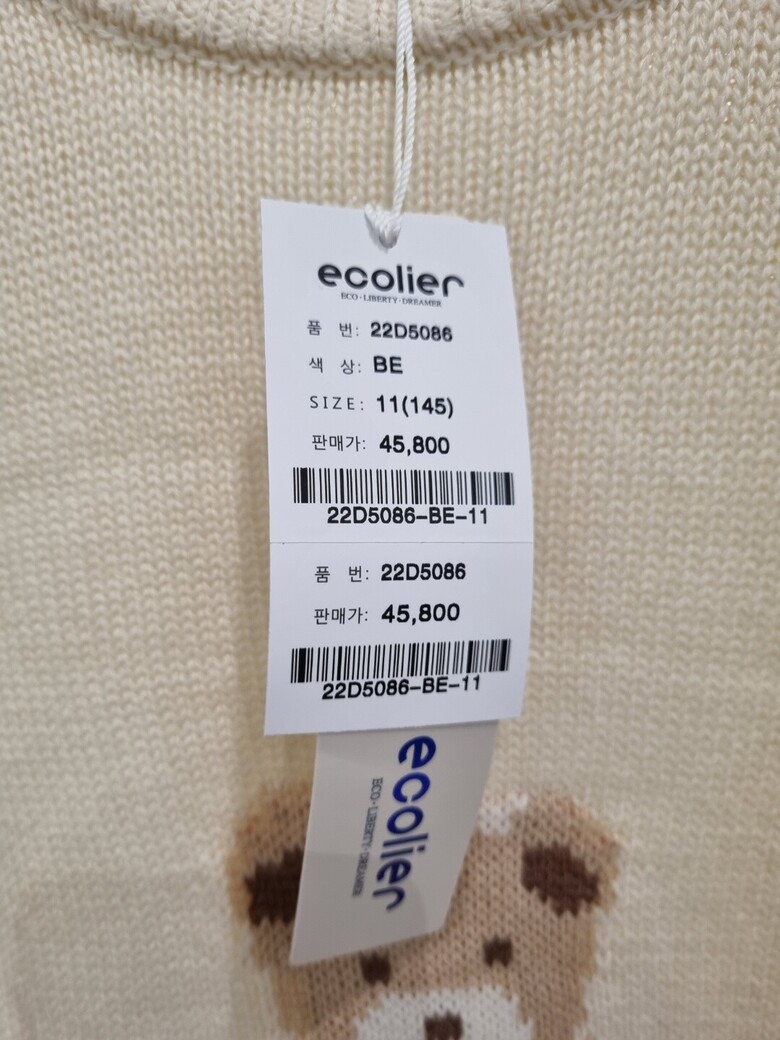 ecolier
ECO · LIBERTY · DREAMER
품 번: 22D5086
색 상: BE
SIZE: 11(145)
판매가: 45,800
22D5086-BE-11
품 번: 22D5086
판매가: 45,800
22D5086-BE-11
ecolier
ECO · LIBERTY · DREAMER